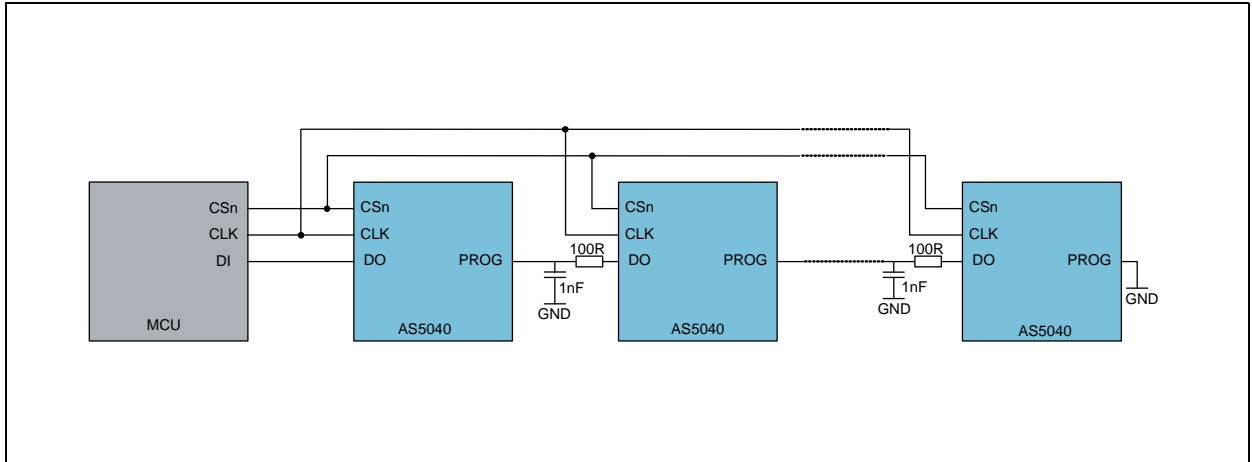 CSn
CLK
DI
MCU
CSn
CLK
DO
PROG
AS5040
1nF
GND
100R
CSn
CLK
DO
PROG
AS5040
1nF
GND
100R
CSn
CLK
DO
PROG
AS5040
GND